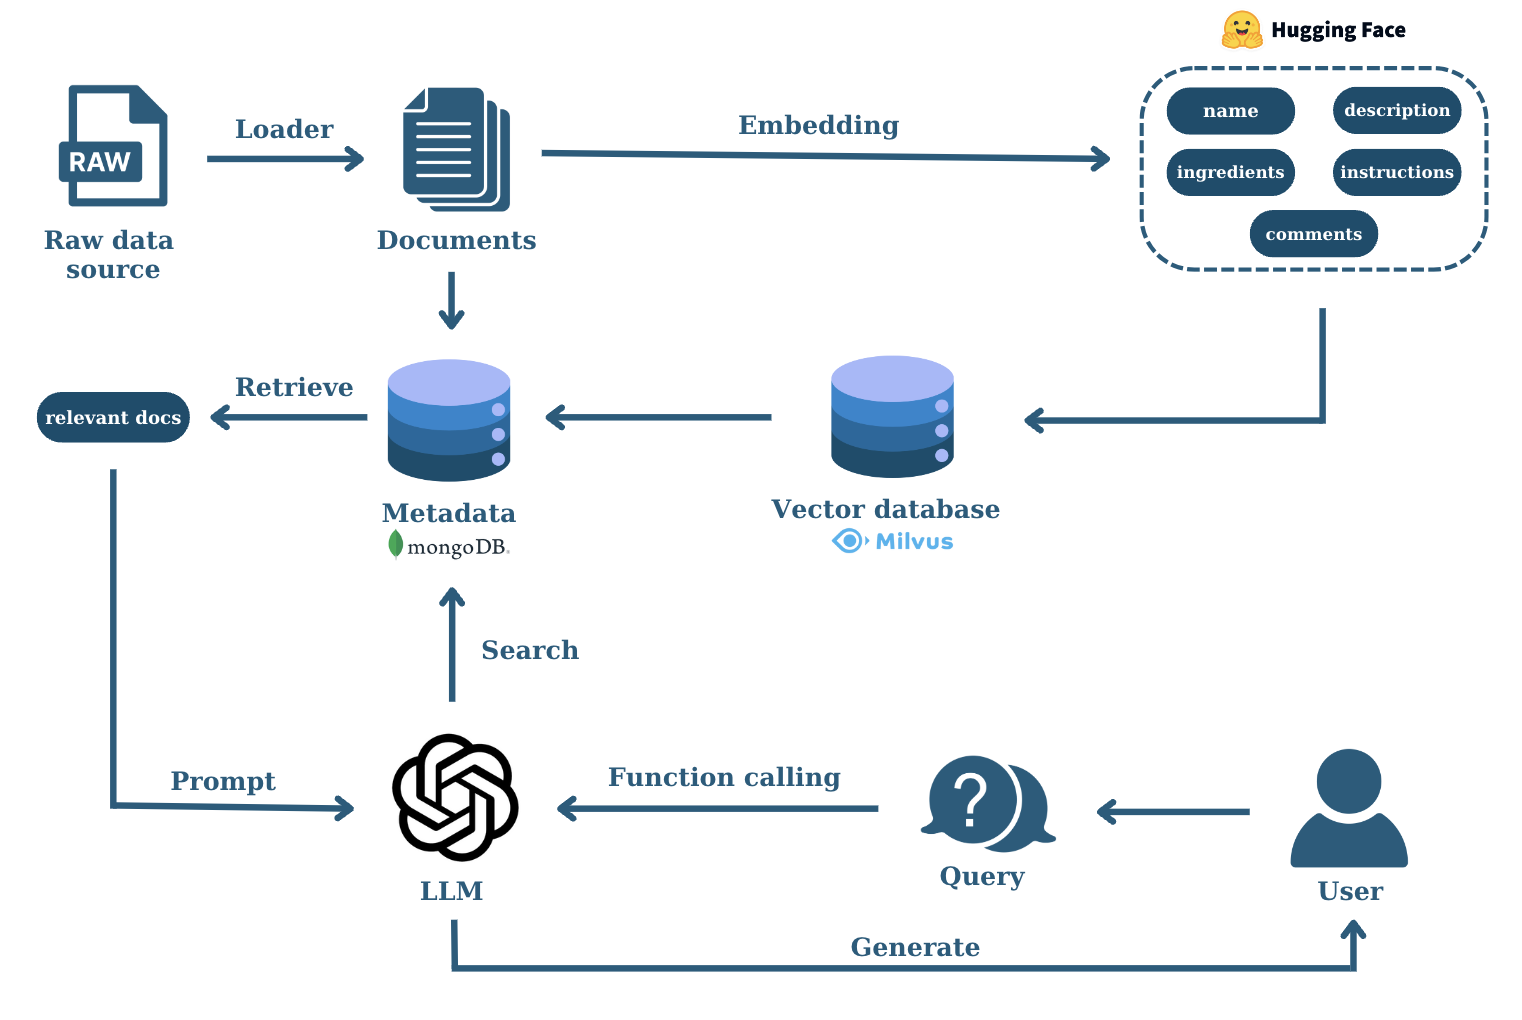 Hugging Face
name
description
ingredients
instructions
comments
Loader
Embedding
RAW
Raw data
source
Documents
Retrieve
relevant docs
Metadata
mongoDB.
Vector database
Milvus
Search
Prompt
Function calling
?
LLM
Query
User
Generate